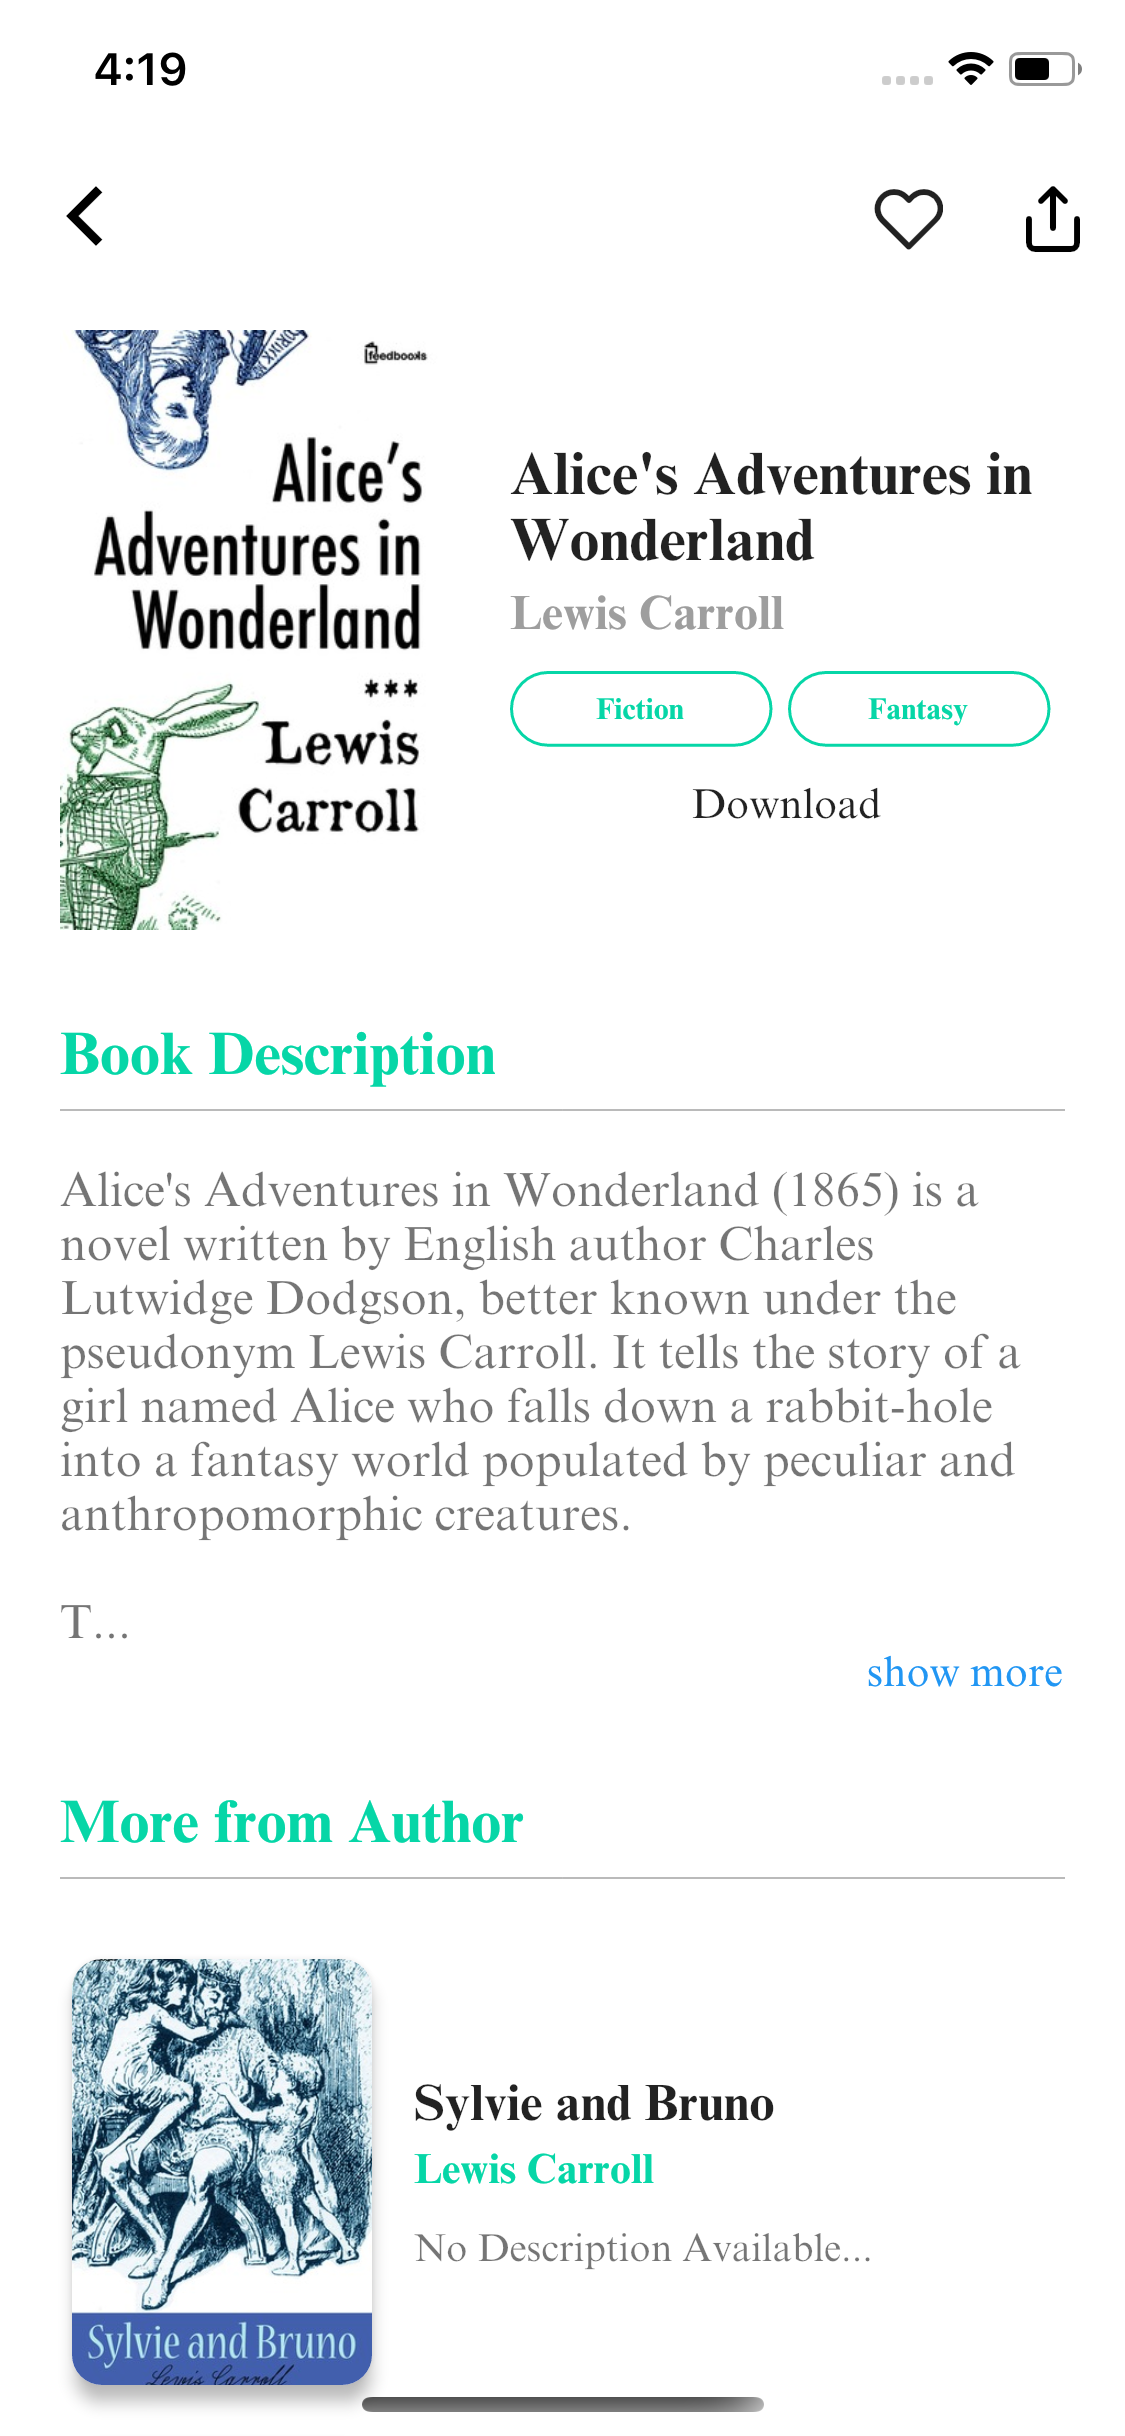 4:19
feedbooks
Alice's
Adventures in
Wonderland
***
Lewis
Carroll
Alice's Adventures in
Wonderland
Lewis Carroll
Fiction
Fantasy
Download
Book Description
Alice's Adventures in Wonderland (1865) is a
novel written by English author Charles
Lutwidge Dodgson, better known under the
pseudonym Lewis Carroll. It tells the story of a
girl named Alice who falls down a rabbit-hole
into a fantasy world populated by peculiar and
anthropomorphic creatures.
T...
show more
More from Author
Sylvie and Bruno
Lewis Carroll
Sylvie and Bruno
Lewis Carroll
No Description Available...